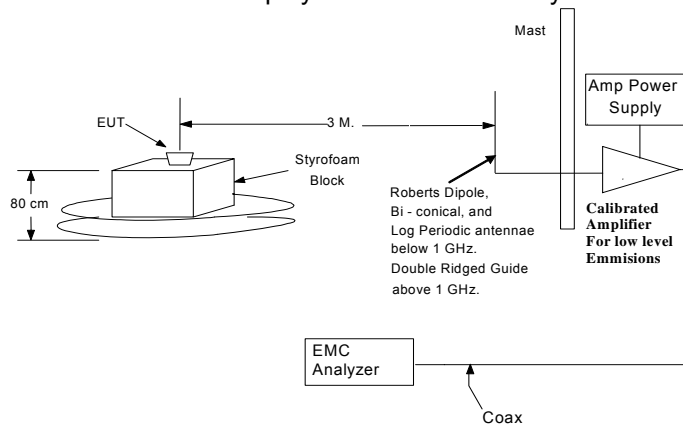 Mast
Amp Power
Supply
EUT
3 M.
Styrofoam
Block
80 cm
Roberts Dipole,
Bi - conical, and
Log Periodic antennae
below 1 GHz.
Double Ridged Guide
above 1 GHz.
Calibrated
Amplifier
For low level
Emmisions
EMC
Analyzer
Coax